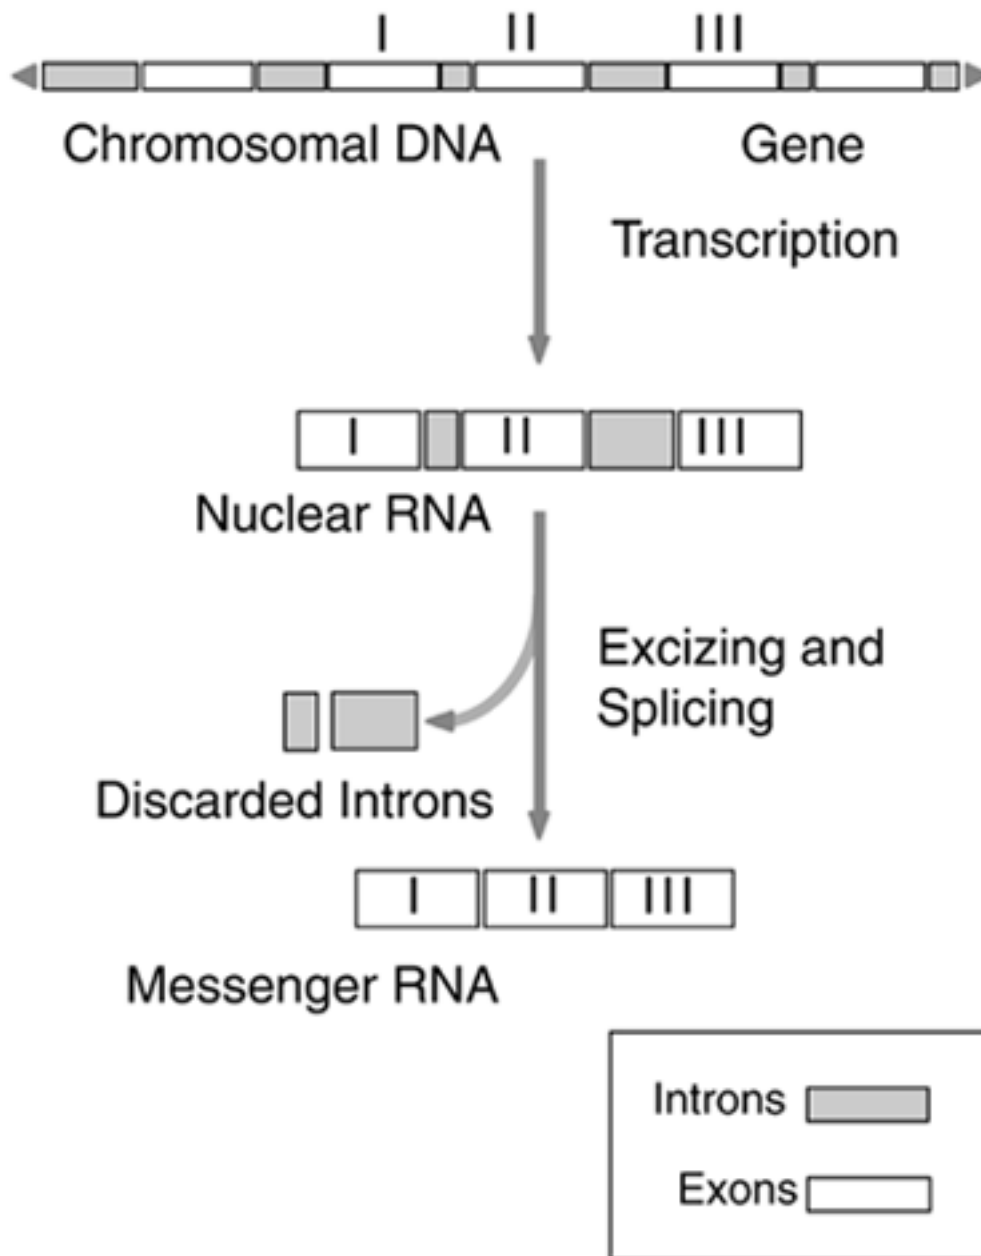 I II III
Chromosomal DNA Gene
Transcription
I II III
Nuclear RNA
Excizing and
Splicing
Discarded Introns
I II III
Messenger RNA
Introns
Exons